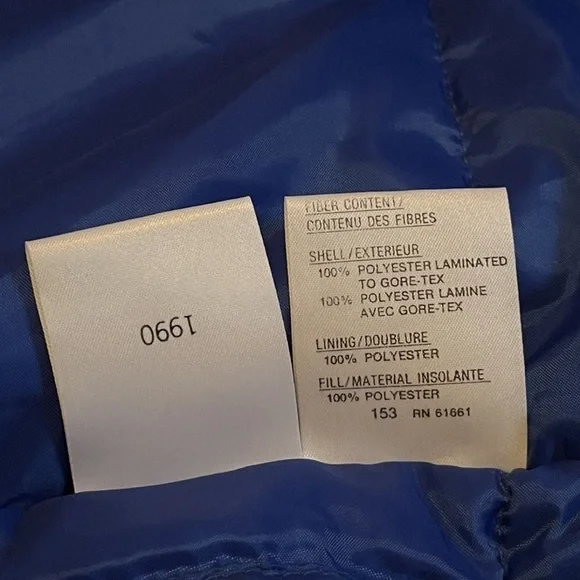 1990
FIBER CONTENT/
CONTENU DES FIBRES
SHELL/EXTERIEUR
100% POLYESTER LAMINATED
TO GORE-TEX
100% POLYESTER LAMINE
AVEC GORE-TEX
LINING/DOUBLURE
100% POLYESTER
FILL/MATERIAL INSOLANTE
100% POLYESTER
153 RN 61661